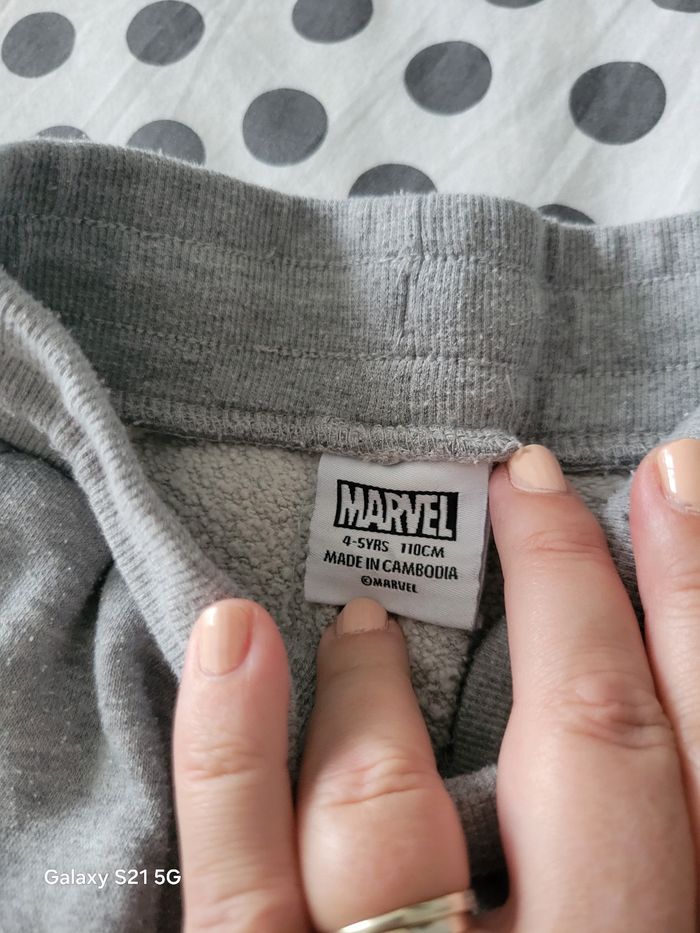 MARVEL
4-5YRS 110CM
MADE IN CAMBODIA
©MARVEL
Galaxy S21 5G